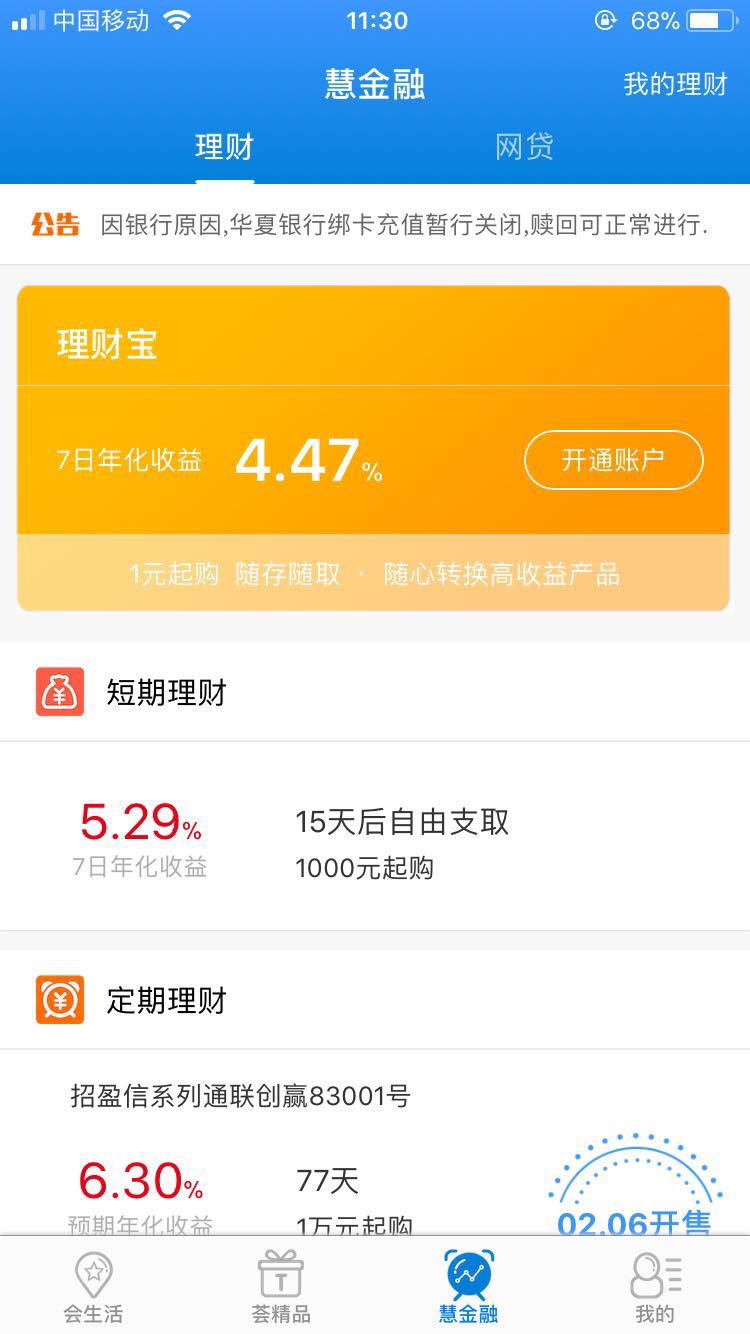 中国移动 11:30 68%
慧金融 我的理财
理财 网贷
公告 因银行原因,华夏银行绑卡充值暂行关闭,赎回可正常进行.
理财宝
7日年化收益 4.47% 开通账户
1元起购 随存随取 · 随心转换高收益产品
短期理财
5.29% 15天后自由支取
7日年化收益 1000元起购
定期理财
招盈信系列通联创赢83001号
6.30% 77天
预期年化收益 1万元起购 02.06开售
会生活 荟精品 慧金融 我的